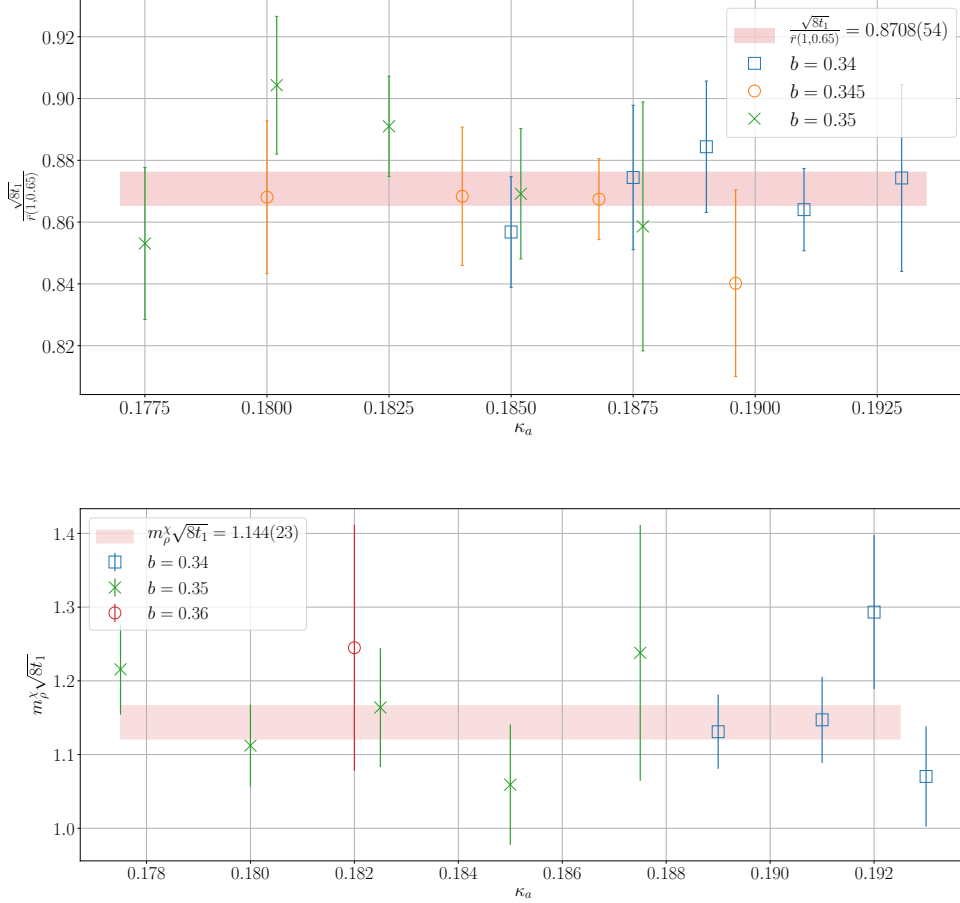 0.92
0.90
0.88
0.86
0.84
0.82
√8t₁ / r̄(1,0.65)
√8t₁ / r̄(1,0.65) = 0.8708(54)
b = 0.34
b = 0.345
b = 0.35
0.1775 0.1800 0.1825 0.1850 0.1875 0.1900 0.1925
κₐ
1.4
1.3
1.2
1.1
1.0
m_ρ^χ √8t₁
m_ρ^χ √8t₁ = 1.144(23)
b = 0.34
b = 0.35
b = 0.36
0.178 0.180 0.182 0.184 0.186 0.188 0.190 0.192
κₐ